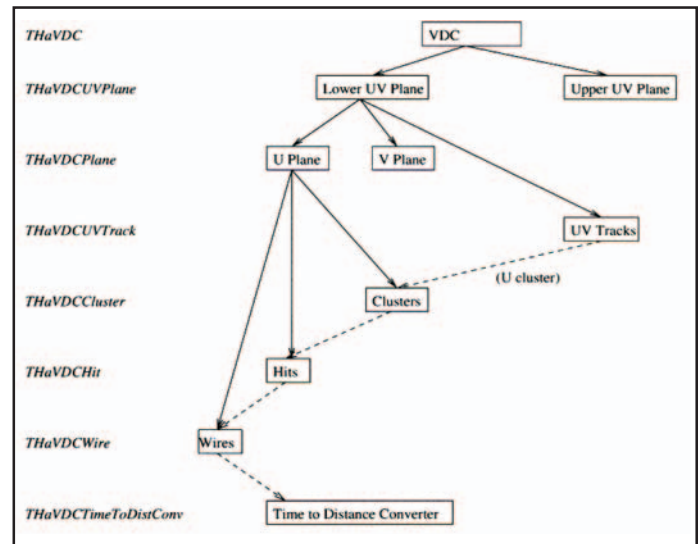 THaVDC VDC
THaVDCUVPlane Lower UV Plane Upper UV Plane
THaVDCPlane U Plane V Plane
THaVDCUVTrack UV Tracks
(U cluster)
THaVDCCluster Clusters
THaVDCHit Hits
THaVDCWire Wires
THaVDCTimeToDistConv Time to Distance Converter